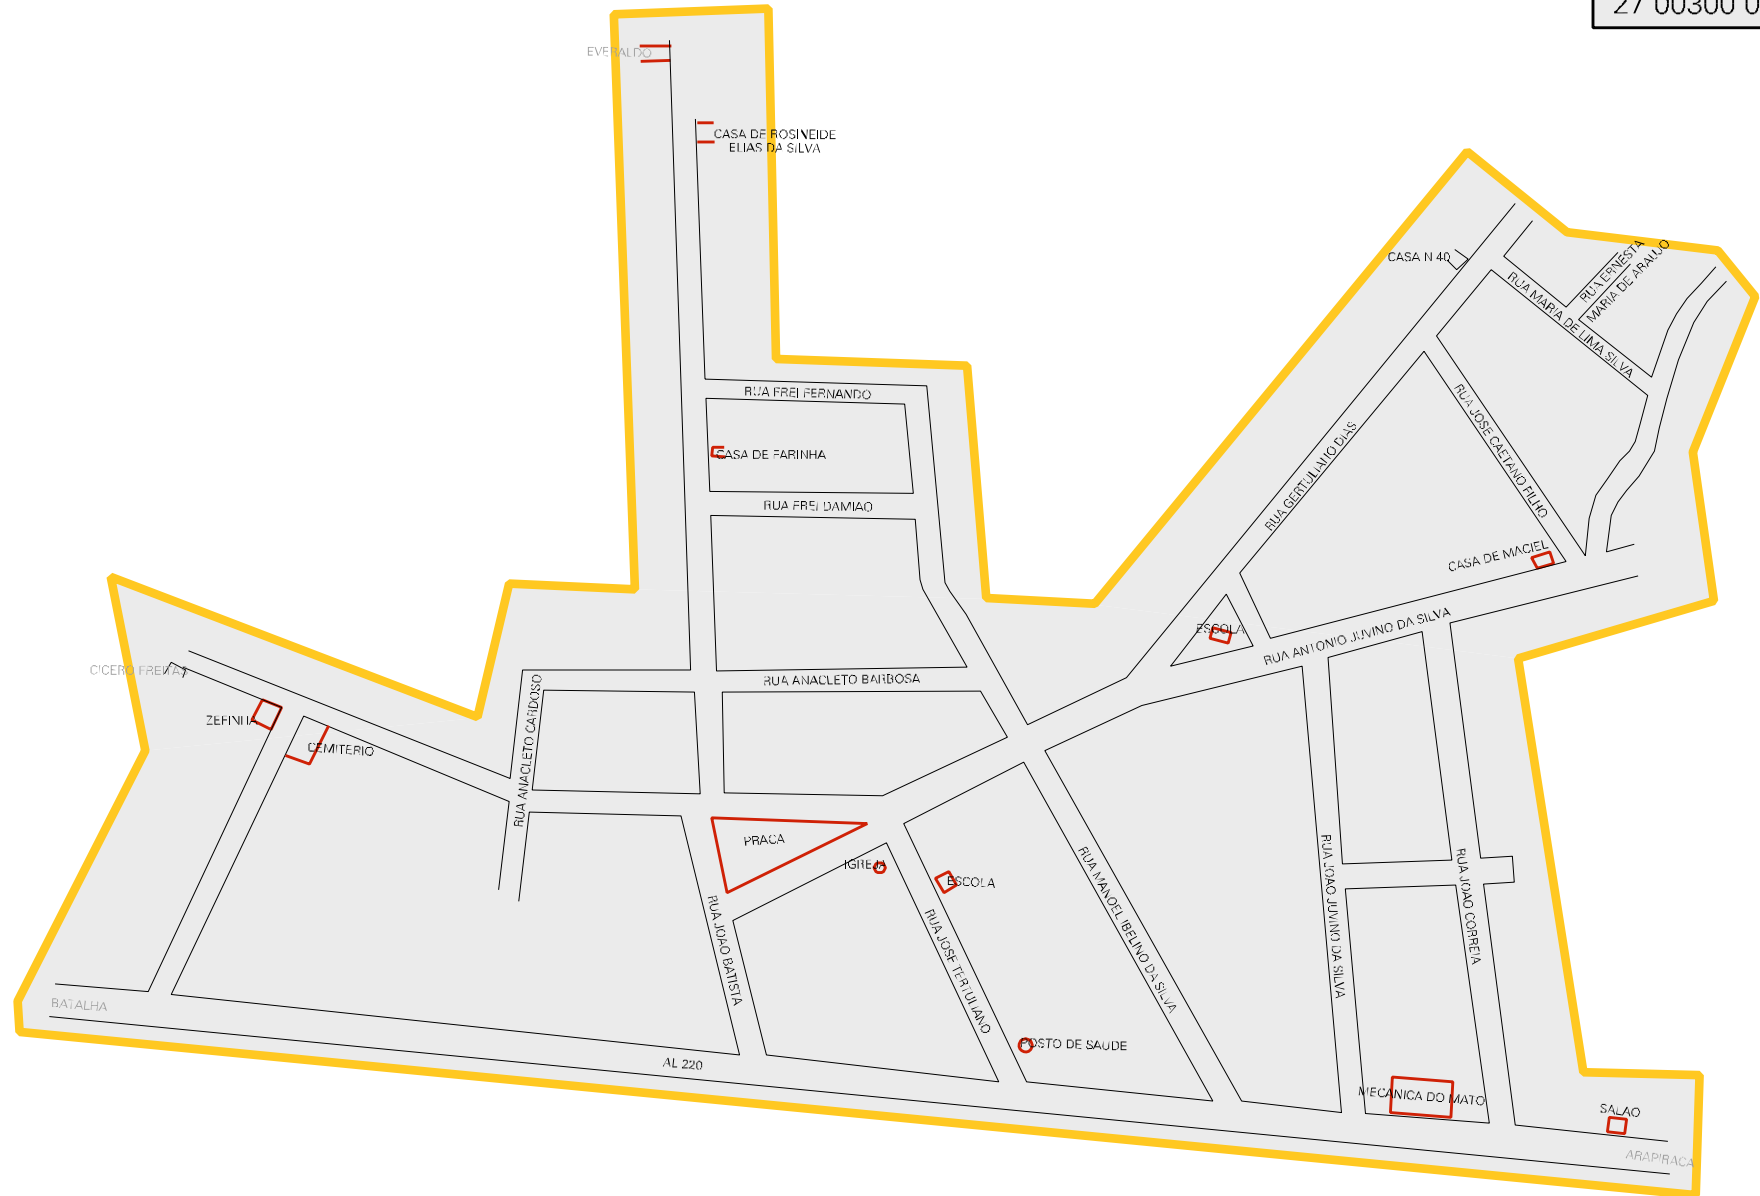 27 00300 0
EVERALDO
CASA DE ROSINEIDE
ELIAS DA SILVA
RUA ERNESTA
MARIA DE ARAUJO
CASA N 40
RUA MARIA DE LIMA SILVA
RUA FREI FERNANDO
RUA JOSE CAETANO FILHO
RUA GERTULIANO DIAS
CASA DE FARINHA
RUA FREI DAMIAO
CASA DE MACIEL
ESCOLA
RUA ANTONIO JUVINO DA SILVA
CICERO FREITAS
RUA ANACLETO BARBOSA
RUA ANACLETO CARDOSO
ZEFINHA
CEMITERIO
PRACA
IGREJA
ESCOLA
RUA JOAO BATISTA
RUA JOSE TERTULIANO
RUA MANOEL IBELINO DA SILVA
RUA JOAO JUVINO DA SILVA
RUA JOAO CORREIA
BATALHA
AL 220
POSTO DE SAUDE
MECANICA DO MATO
SALAO
ARAPIRACA